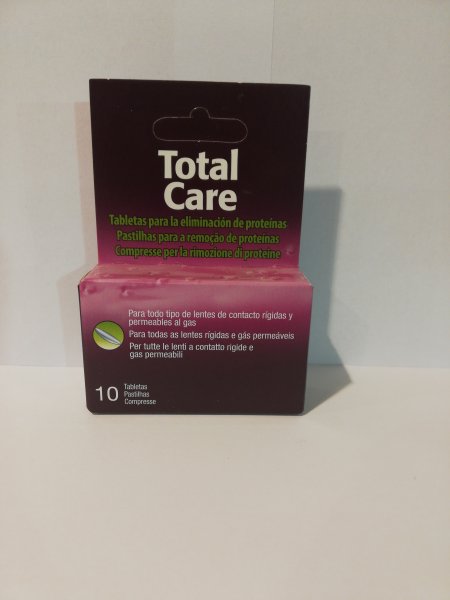 Total
Care
Tabletas para la eliminación de proteínas
Pastilhas para a remoção de proteínas
Compresse per la rimozione di proteine
Para todo tipo de lentes de contacto rígidas y
permeables al gas
Para todas as lentes rígidas e gás permeáveis
Per tutte le lenti a contatto rigide e
gas permeabili
10 Tabletas
Pastilhas
Compresse